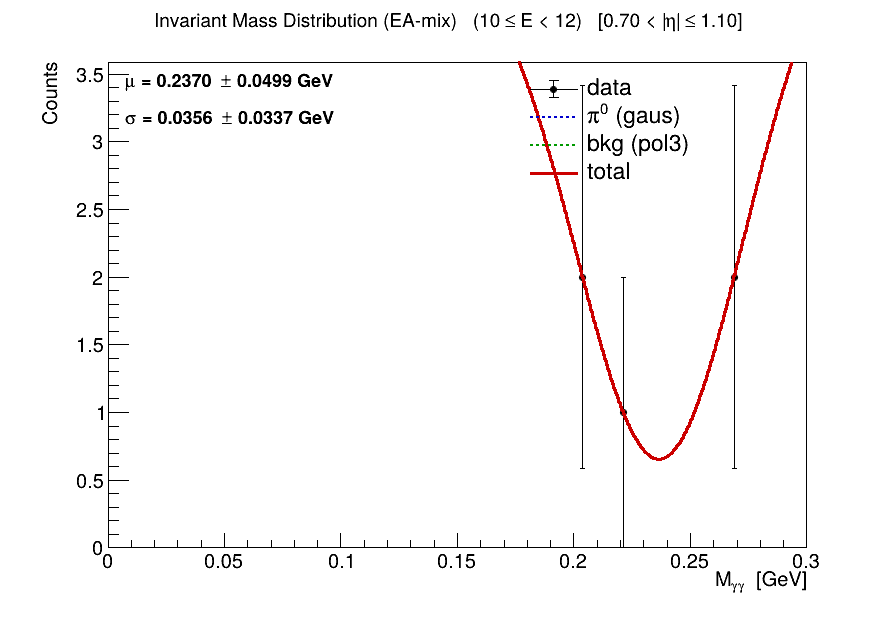 Invariant Mass Distribution (EA-mix) (10 ≤ E < 12) [0.70 < |η| ≤ 1.10]
Counts
μ = 0.2370 ± 0.0499 GeV
σ = 0.0356 ± 0.0337 GeV
data
π⁰ (gaus)
bkg (pol3)
total
3.5
3
2.5
2
1.5
1
0.5
0
0 0.05 0.1 0.15 0.2 0.25 0.3
Mγγ [GeV]